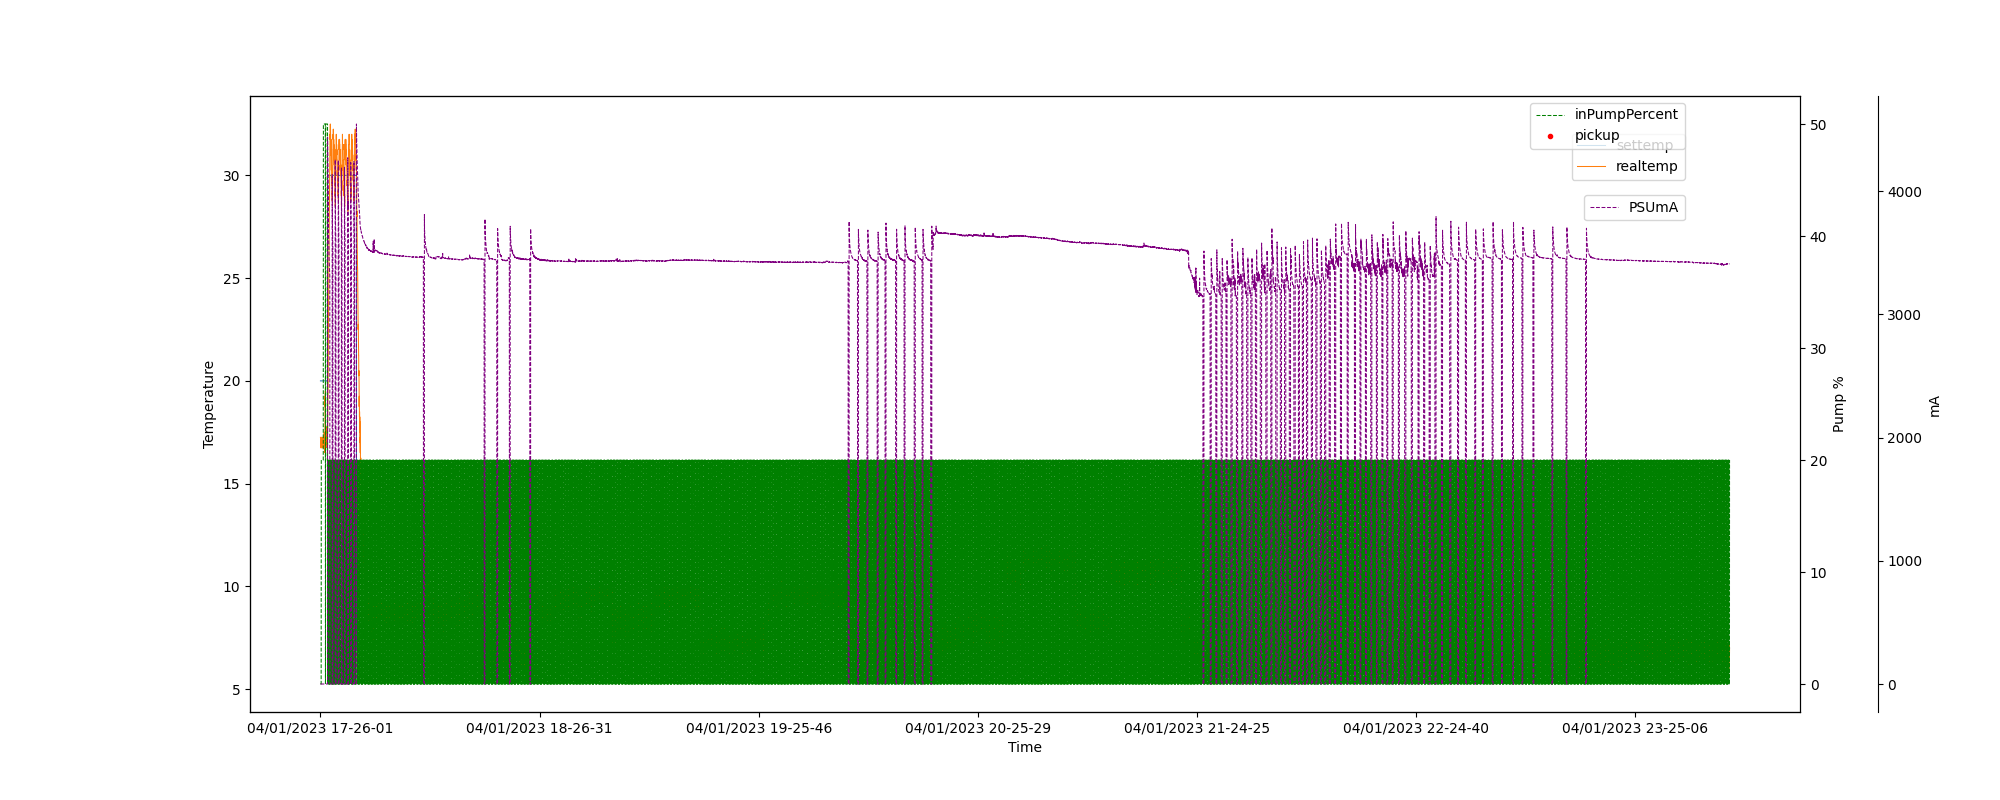 inPumpPercent
pickup
settemp
realtemp
PSUmA
30
25
20
15
10
5
Temperature
50
40
30
20
10
0
Pump %
4000
3000
2000
1000
0
mA
04/01/2023 17-26-01
04/01/2023 18-26-31
04/01/2023 19-25-46
04/01/2023 20-25-29
04/01/2023 21-24-25
04/01/2023 22-24-40
04/01/2023 23-25-06
Time